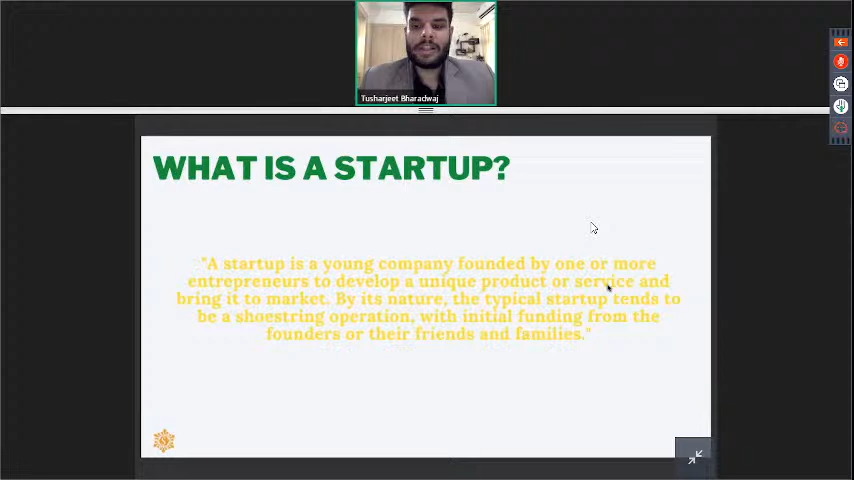 Tusharjeet Bharadwaj
WHAT IS A STARTUP?
"A startup is a young company founded by one or more
entrepreneurs to develop a unique product or service and
bring it to market. By its nature, the typical startup tends to
be a shoestring operation, with initial funding from the
founders or their friends and families."